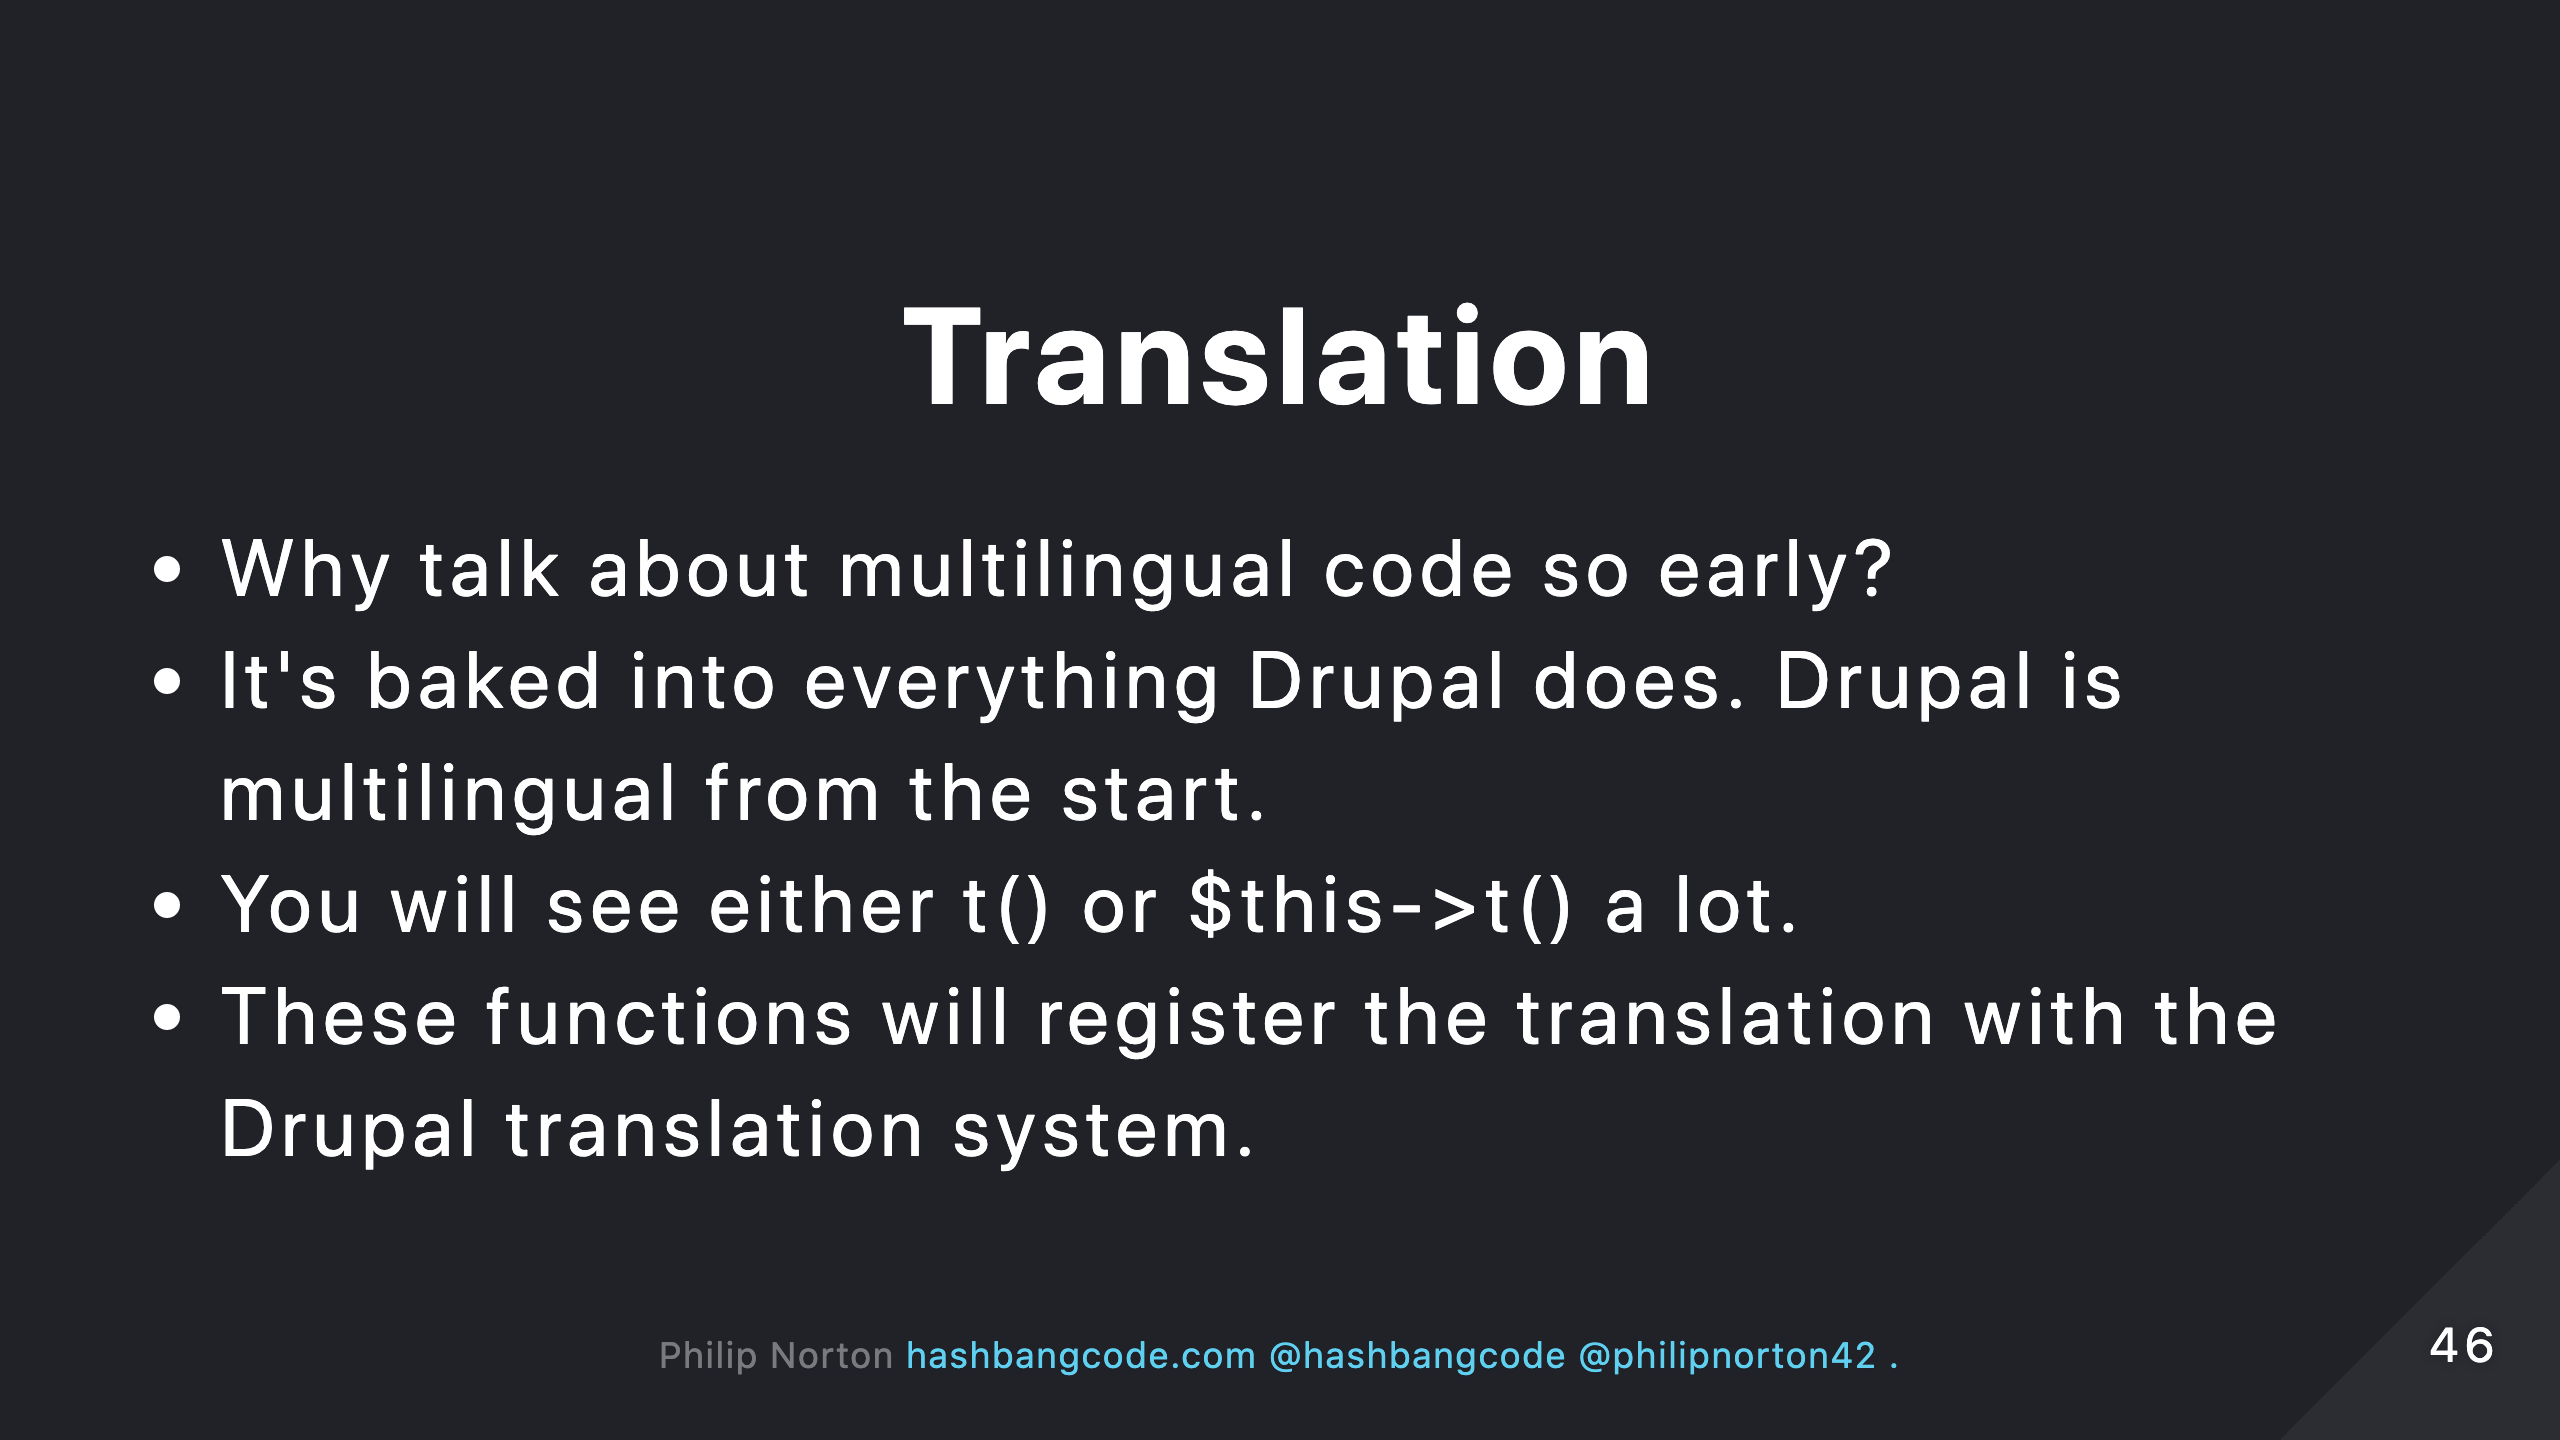 Translation
• Why talk about multilingual code so early?
• It's baked into everything Drupal does. Drupal is
multilingual from the start.
• You will see either t() or $this->t() a lot.
• These functions will register the translation with the
Drupal translation system.
Philip Norton hashbangcode.com @hashbangcode @philipnorton42 .
46